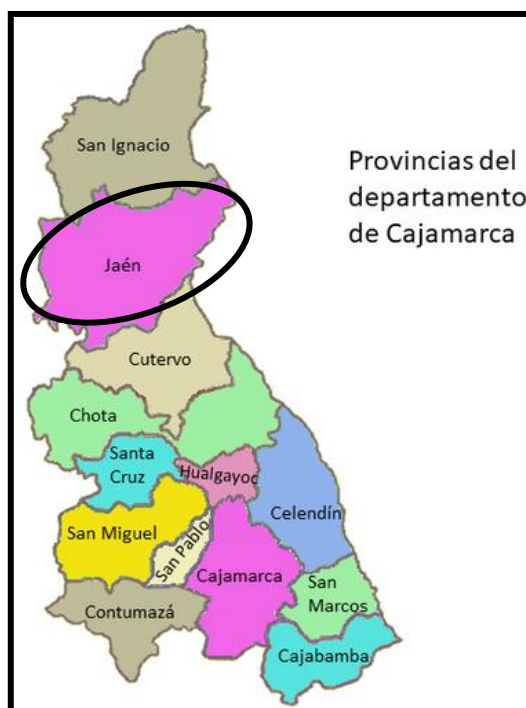 San Ignacio
Provincias del
departamento
de Cajamarca
Jaén
Cutervo
Chota
Santa
Cruz
Hualgayoc
Celendín
San Miguel
San Pablo
Cajamarca
San
Marcos
Contumazá
Cajabamba